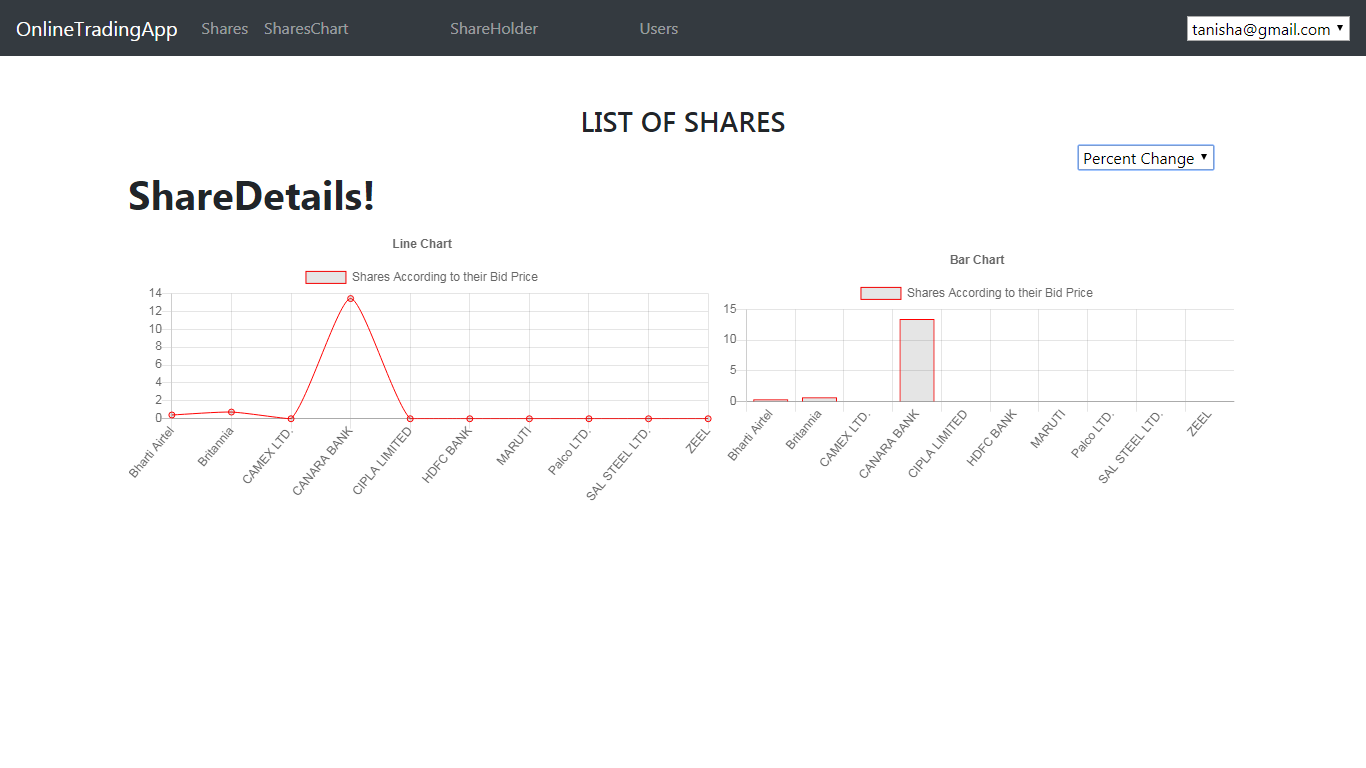 OnlineTradingApp Shares SharesChart ShareHolder Users tanisha@gmail.com
LIST OF SHARES
Percent Change
ShareDetails!
Line Chart
Shares According to their Bid Price
14
12
10
8
6
4
2
0
Bharti Airtel
Britannia
CAMEX LTD.
CANARA BANK
CIPLA LIMITED
HDFC BANK
MARUTI
Palco LTD.
SAL STEEL LTD.
ZEEL
Bar Chart
Shares According to their Bid Price
15
10
5
0
Bharti Airtel
Britannia
CAMEX LTD.
CANARA BANK
CIPLA LIMITED
HDFC BANK
MARUTI
Palco LTD.
SAL STEEL LTD.
ZEEL